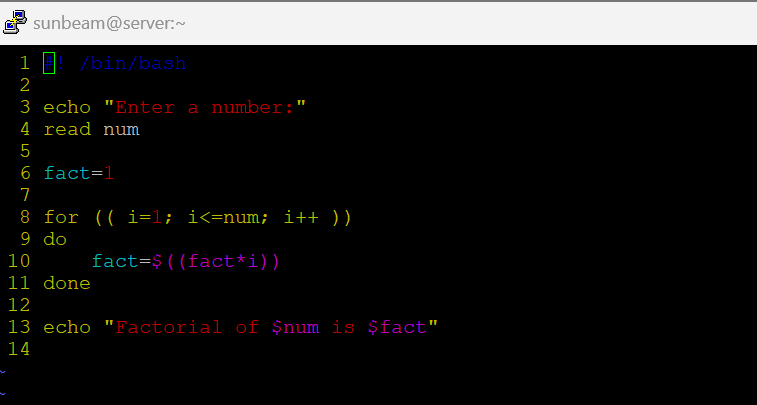 sunbeam@server:~
1 #! /bin/bash
2
3 echo "Enter a number:"
4 read num
5
6 fact=1
7
8 for (( i=1; i<=num; i++ ))
9 do
10     fact=$((fact*i))
11 done
12
13 echo "Factorial of $num is $fact"
14
~
~